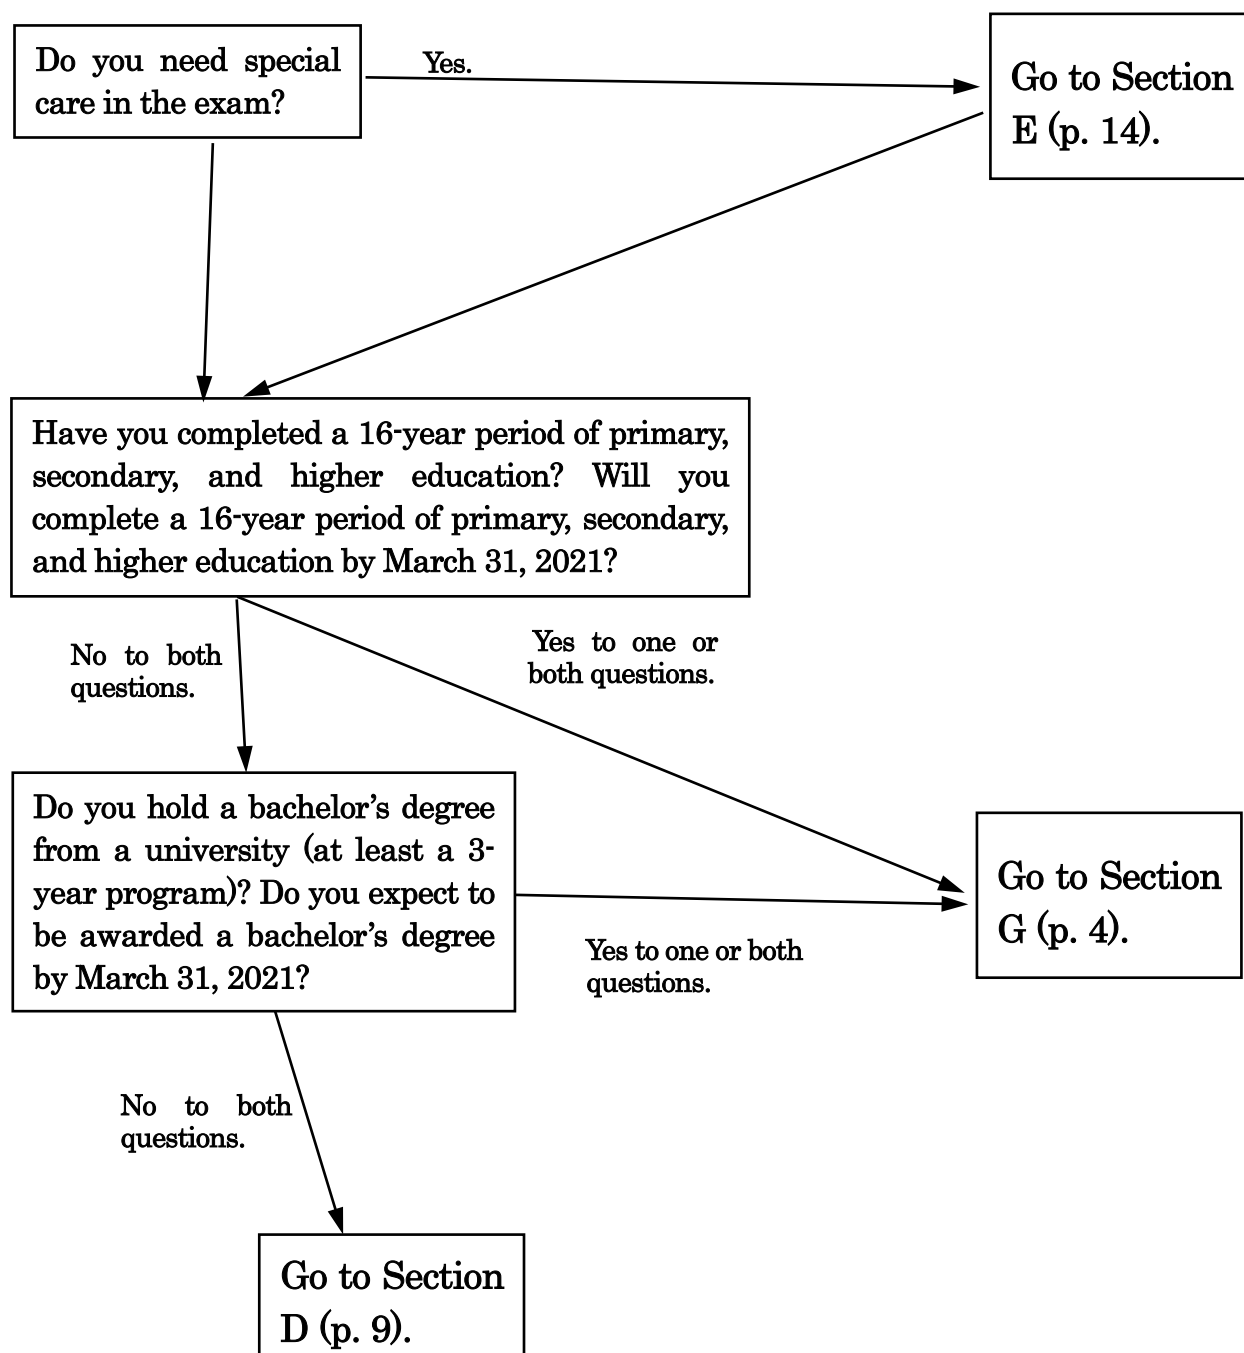 Do you need special
care in the exam?
Yes.
Go to Section
E (p. 14).
Have you completed a 16-year period of primary,
secondary, and higher education? Will you
complete a 16-year period of primary, secondary,
and higher education by March 31, 2021?
No to both
questions.
Yes to one or
both questions.
Do you hold a bachelor’s degree
from a university (at least a 3-
year program)? Do you expect to
be awarded a bachelor’s degree
by March 31, 2021?
Go to Section
G (p. 4).
Yes to one or both
questions.
No to both
questions.
Go to Section
D (p. 9).